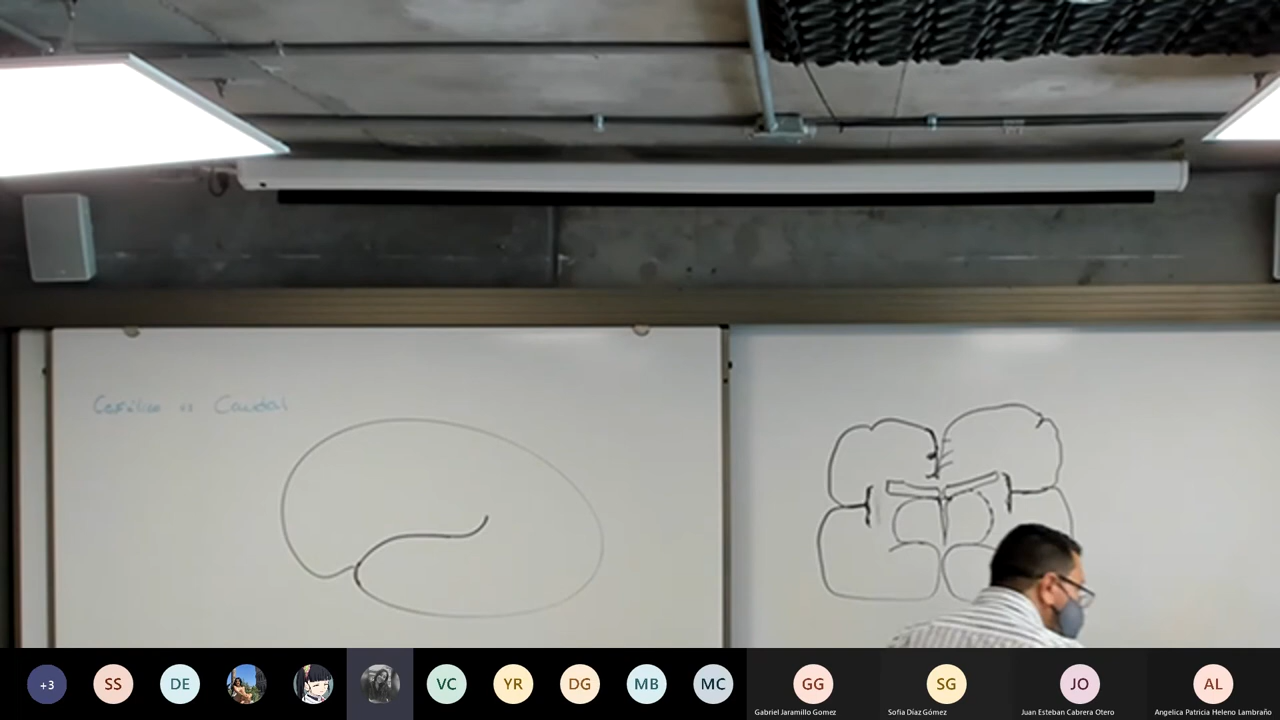 Cefálico vs Caudal
+3
SS
DE
VC
YR
DG
MB
MC
GG
SG
JO
AL
Gabriel Jaramillo Gomez
Sofia Díaz Gómez
Juan Esteban Cabrera Otero
Angelica Patricia Heleno Lambraño